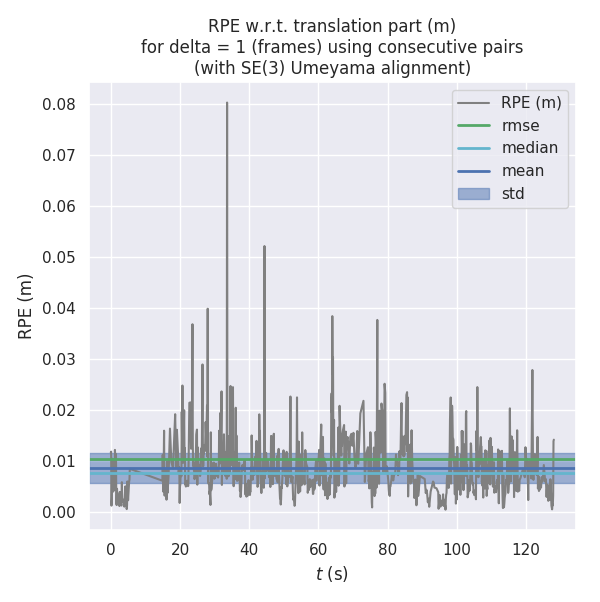 RPE w.r.t. translation part (m)
for delta = 1 (frames) using consecutive pairs
(with SE(3) Umeyama alignment)
RPE (m)
rmse
median
mean
std
0.08
0.07
0.06
0.05
0.04
0.03
0.02
0.01
0.00
RPE (m)
0 20 40 60 80 100 120
t (s)